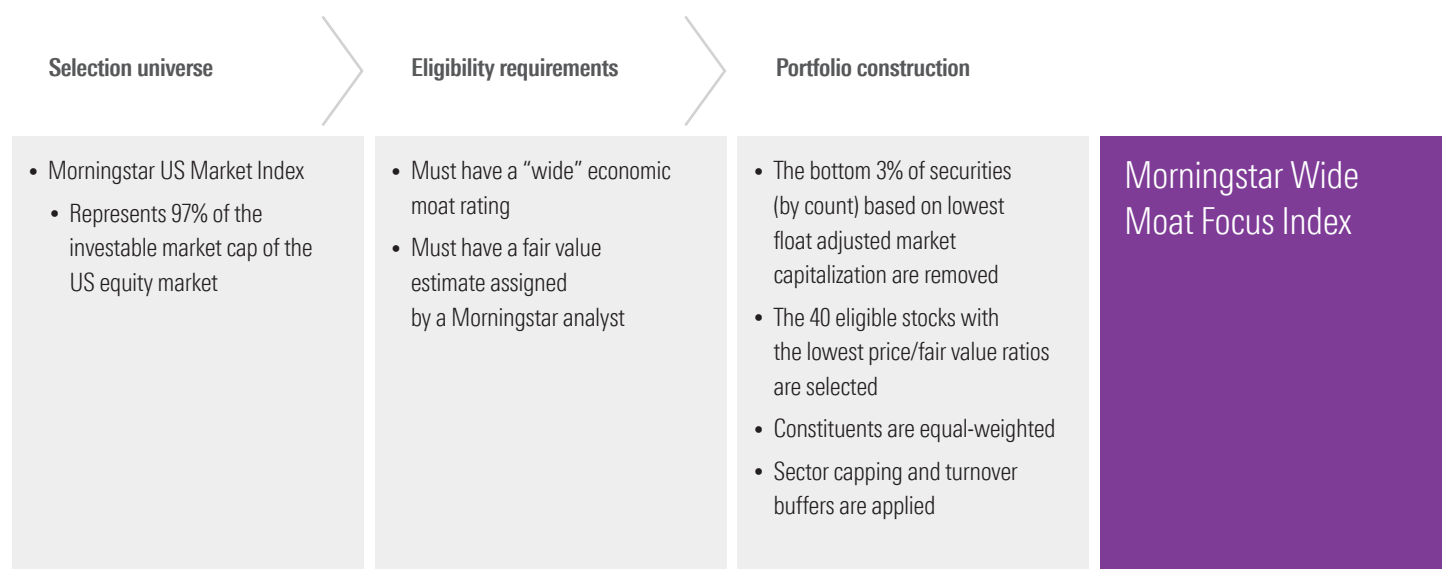 Selection universe
Eligibility requirements
Portfolio construction
• Morningstar US Market Index
• Represents 97% of the
investable market cap of the
US equity market
• Must have a “wide” economic
moat rating
• Must have a fair value
estimate assigned
by a Morningstar analyst
• The bottom 3% of securities
(by count) based on lowest
float adjusted market
capitalization are removed
• The 40 eligible stocks with
the lowest price/fair value ratios
are selected
• Constituents are equal-weighted
• Sector capping and turnover
buffers are applied
Morningstar Wide
Moat Focus Index